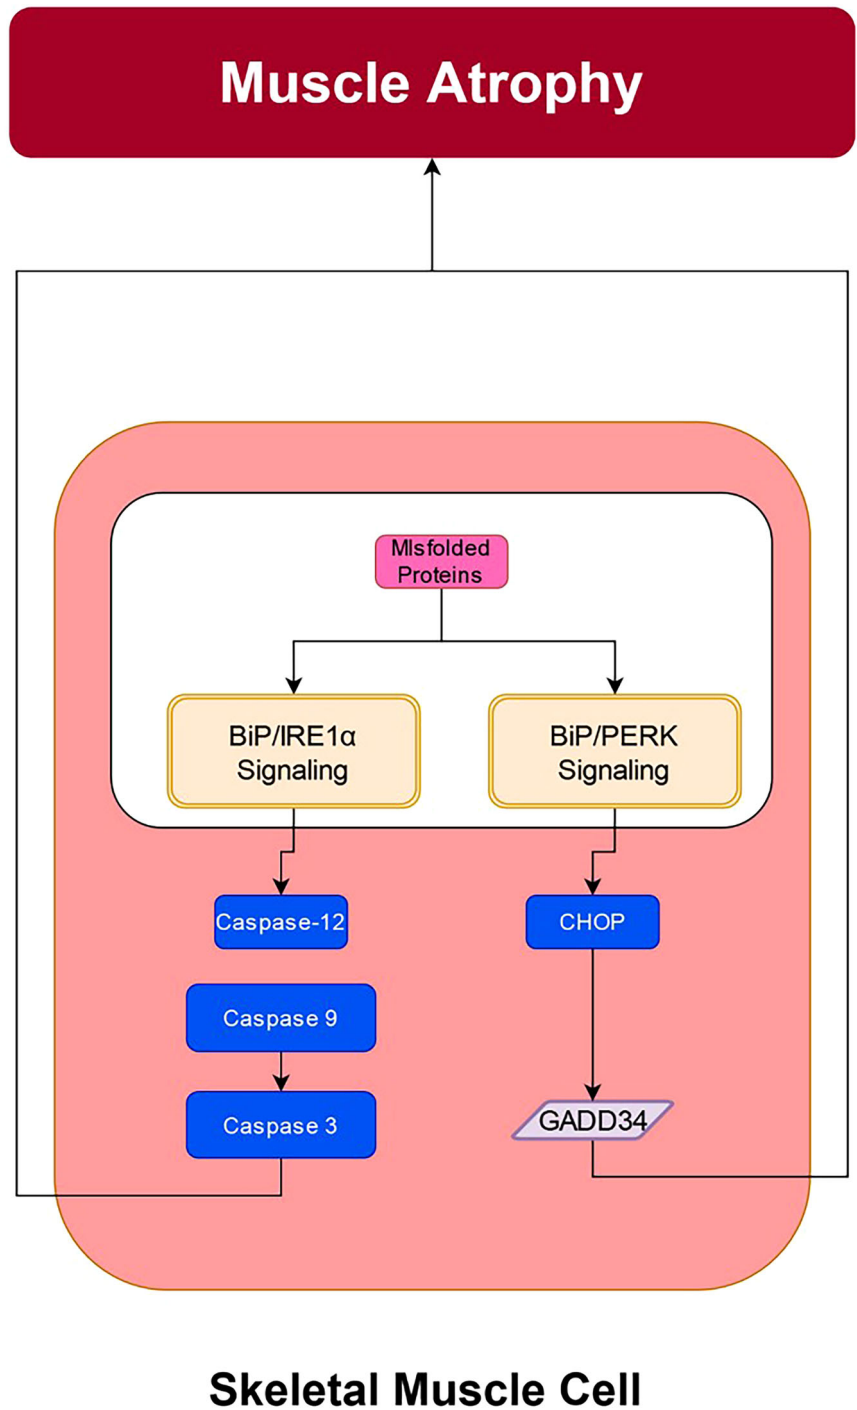 Muscle Atrophy
MIsfolded
Proteins
BiP/IRE1α
Signaling
BiP/PERK
Signaling
Caspase-12
CHOP
Caspase 9
Caspase 3
GADD34
Skeletal Muscle Cell